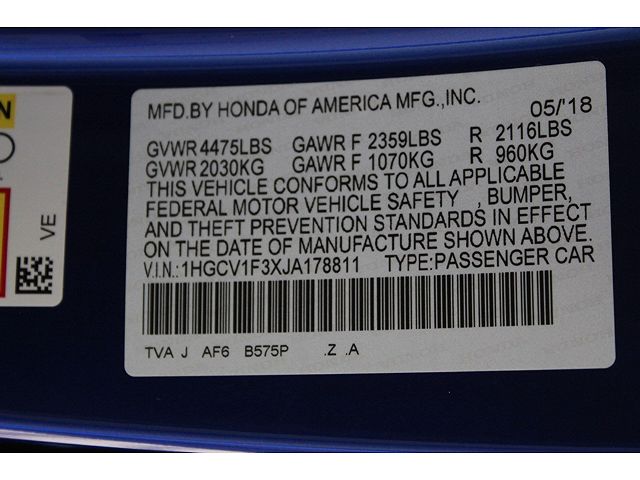 MFD.BY HONDA OF AMERICA MFG.,INC. 05/'18
GVWR 4475LBS GAWR F 2359LBS R 2116LBS
GVWR 2030KG GAWR F 1070KG R 960KG
THIS VEHICLE CONFORMS TO ALL APPLICABLE
FEDERAL MOTOR VEHICLE SAFETY , BUMPER,
AND THEFT PREVENTION STANDARDS IN EFFECT
ON THE DATE OF MANUFACTURE SHOWN ABOVE.
V.I.N.:1HGCV1F3XJA178811 TYPE:PASSENGER CAR
TVA J AF6 B575P .Z .A
VE